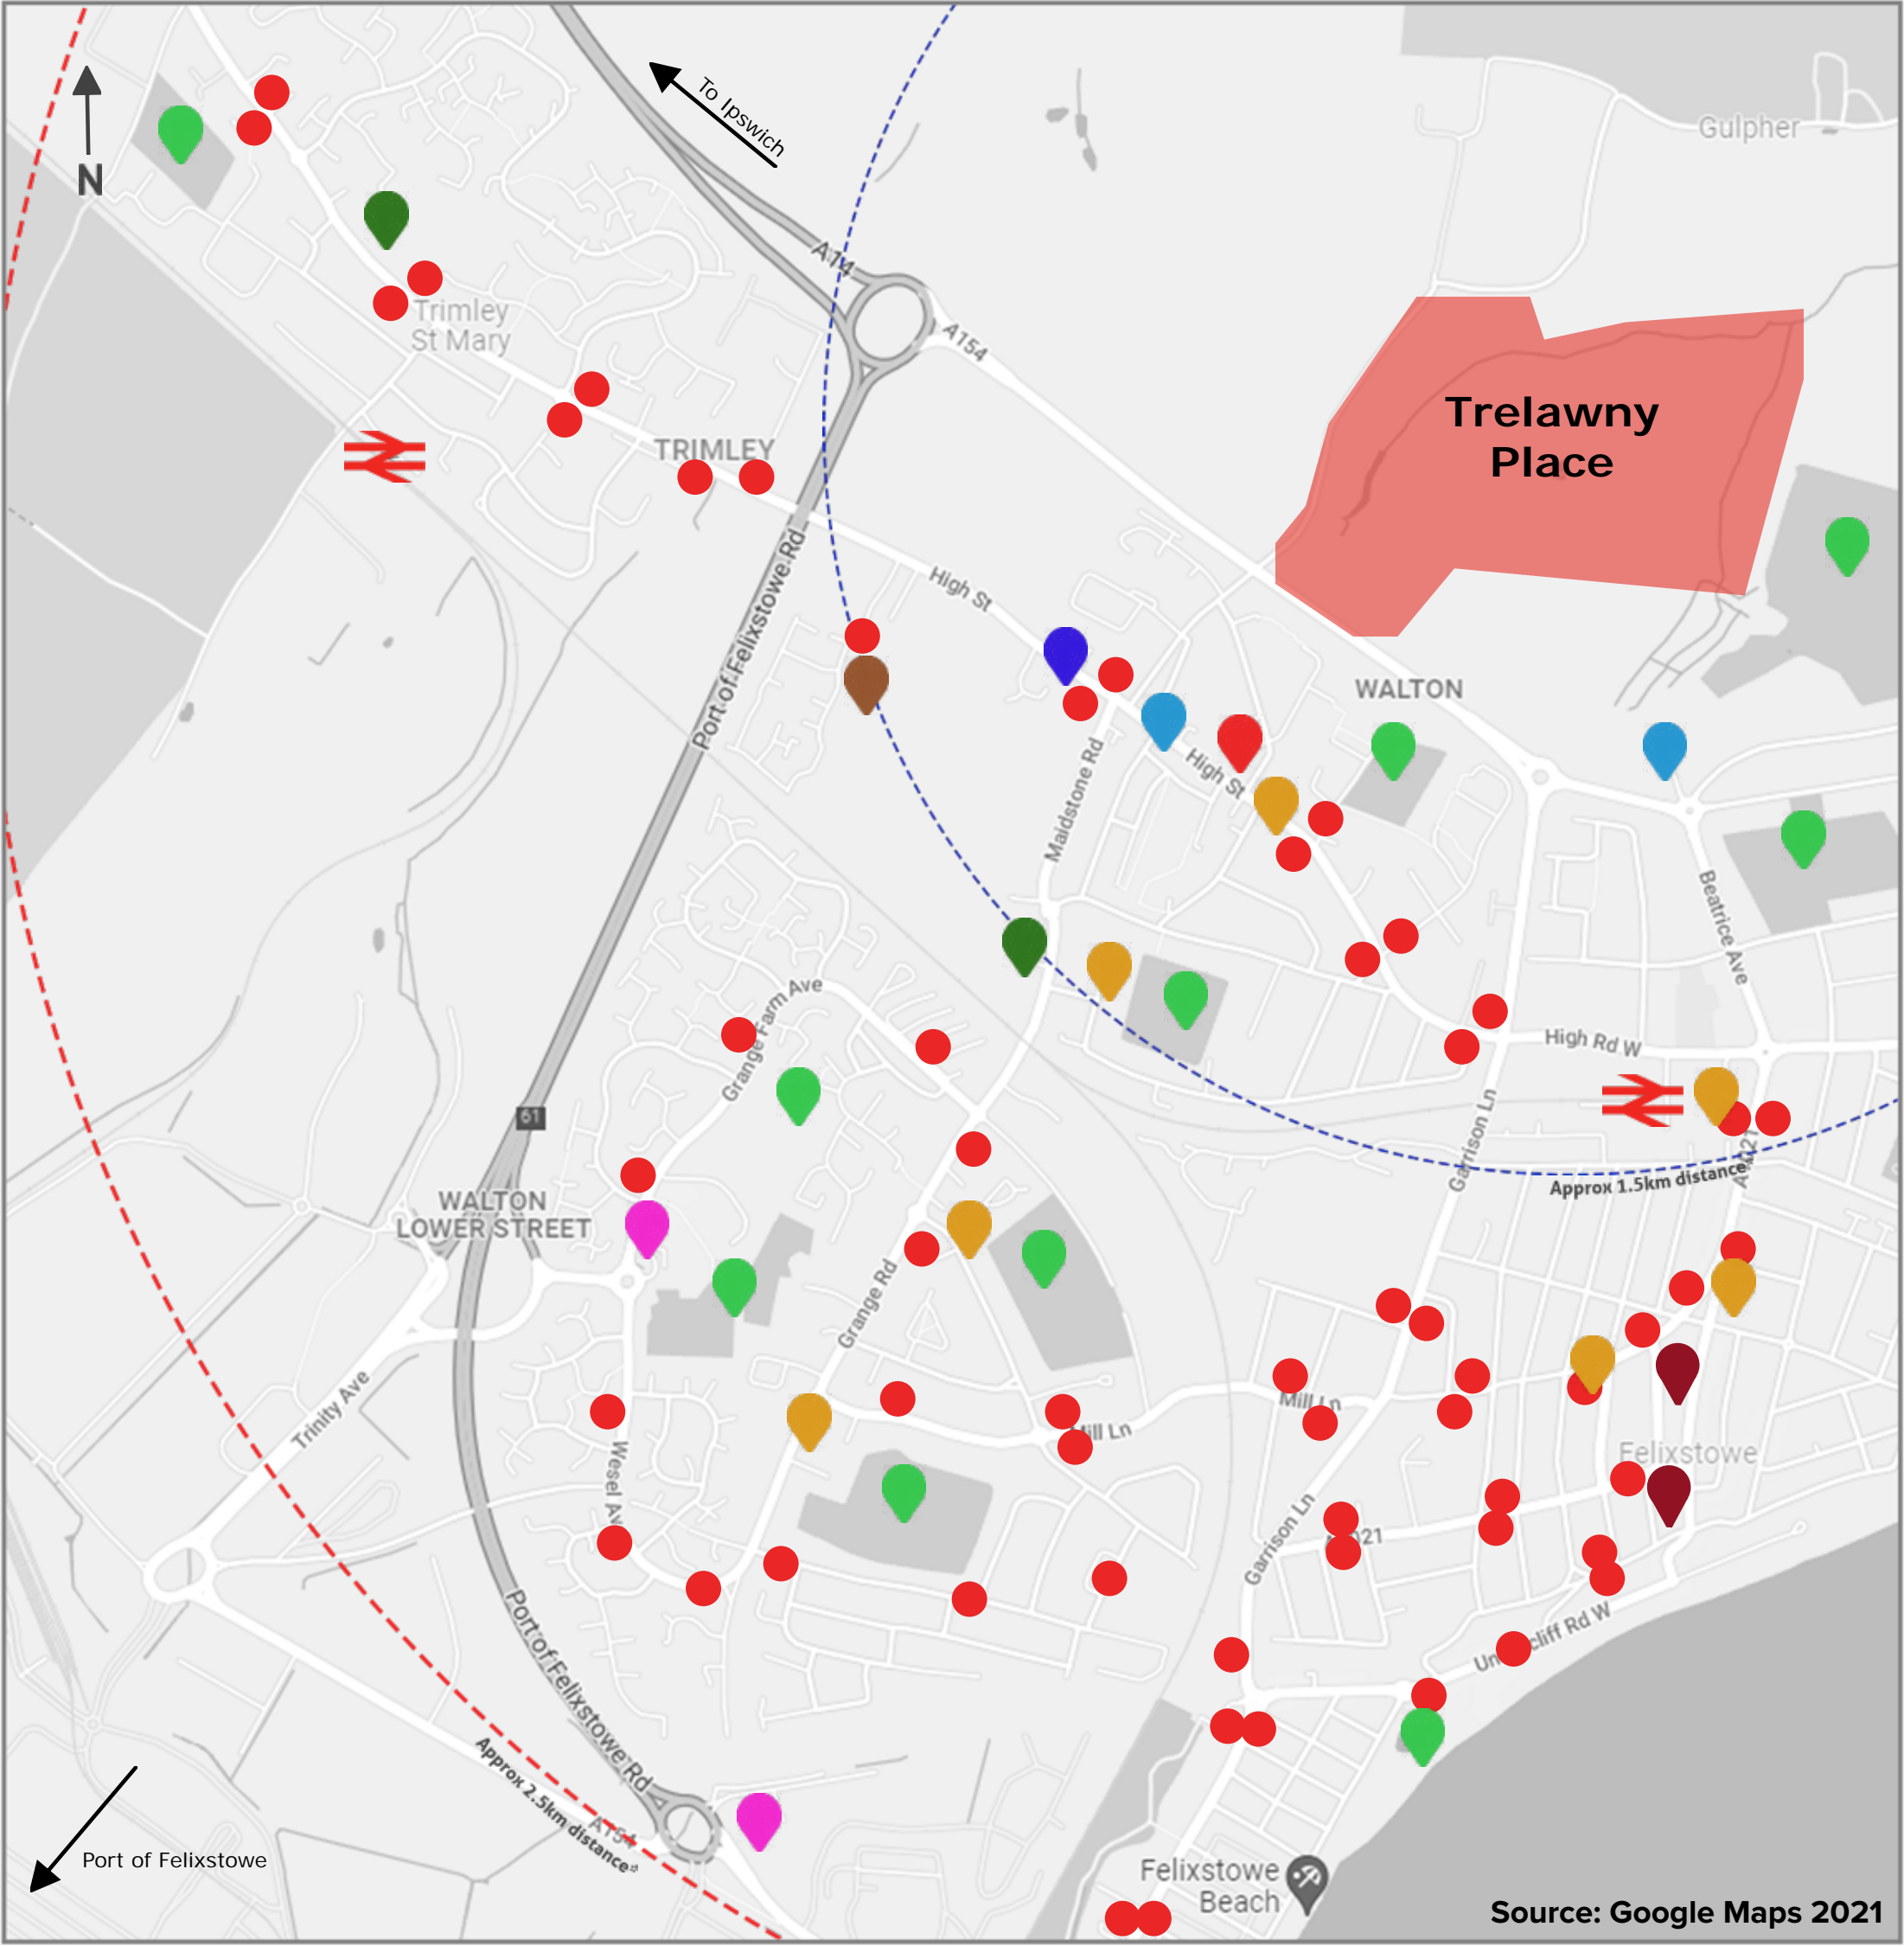 To Ipswich
N
Gulpher
A14
A154
Trimley
St Mary
Trelawny
Place
TRIMLEY
Port of Felixstowe Rd
High St
WALTON
Maidstone Rd
High St
Beatrice Ave
Grange Farm Ave
High Rd W
61
Garrison Ln
Approx 1.5km distance*
WALTON
LOWER STREET
Grange Rd
Trinity Ave
Mill Ln
Mill Ln
Felixstowe
Wesel Av
Garrison Ln
Port of Felixstowe Rd
Approx 2.5km distance*
A154
Port of Felixstowe
Felixstowe
Beach
Source: Google Maps 2021